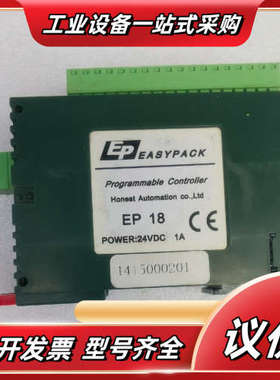 工业设备一站式采购
EP EASYPACK
Programmable Controller
Honest Automation co.,Ltd
EP 18
CE
POWER:24VDC 1A
1415000201
开发票 型号齐全
议价